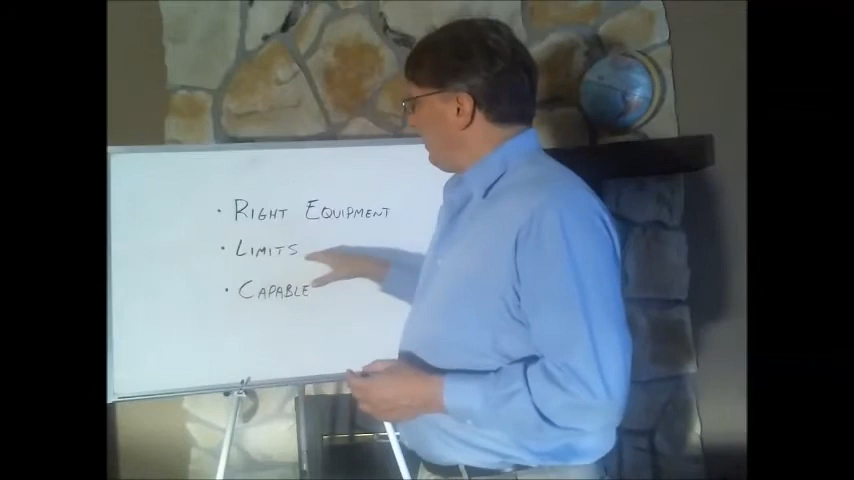 • Right Equipment
• Limits
• Capable